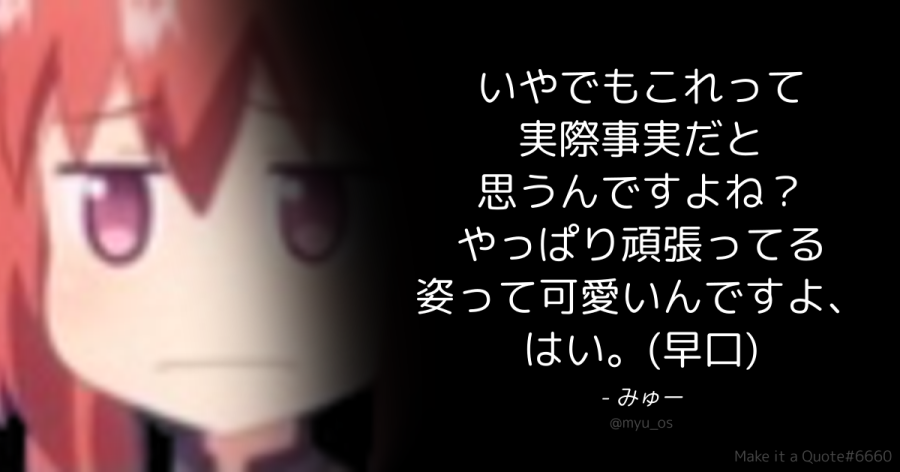 いやでもこれって
実際事実だと
思うんですよね？
やっぱり頑張ってる
姿って可愛いんですよ、
はい。(早口)
- みゅー
@myu_os
Make it a Quote#6660